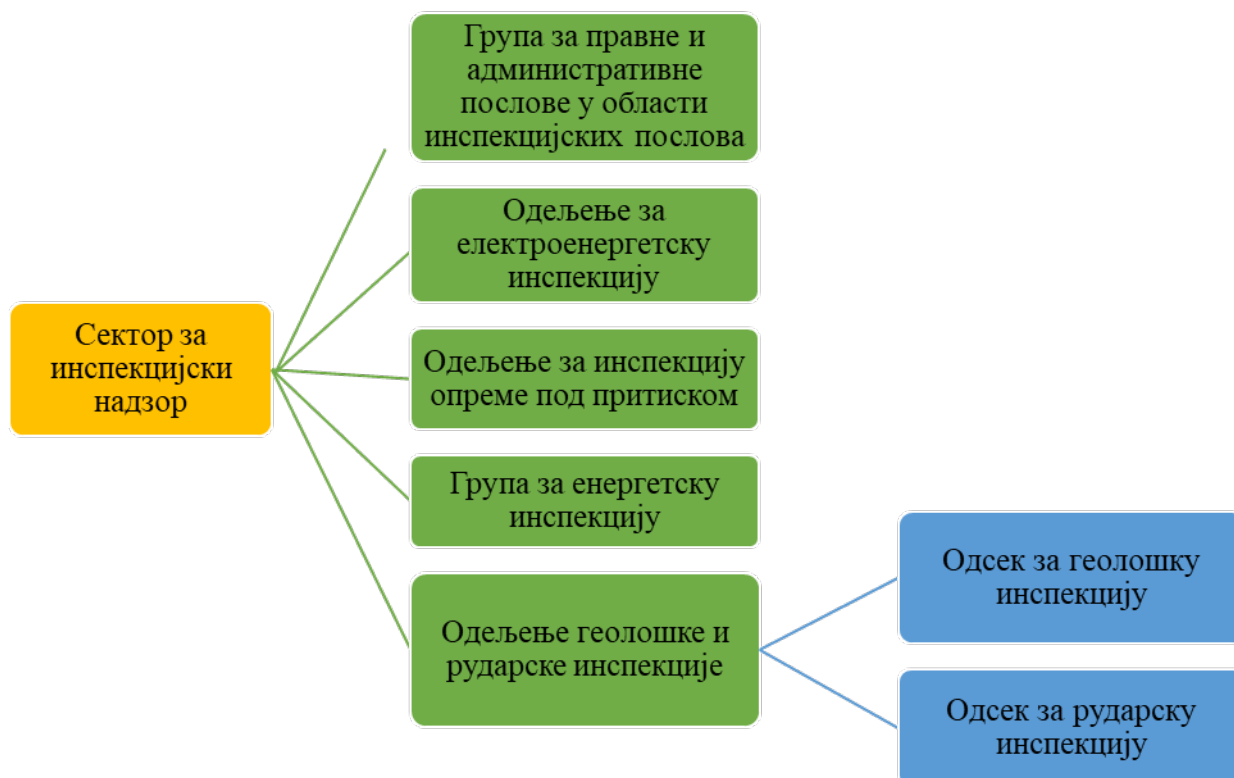 Група за правне и
административне
послове у области
инспекцијских послова
Одељење за
електроенергетску
инспекцију
Сектор за
инспекцијски
надзор
Одељење за инспекцију
опреме под притиском
Група за енергетску
инспекцију
Одељење геолошке и
рударске инспекције
Одсек за геолошку
инспекцију
Одсек за рударску
инспекцију